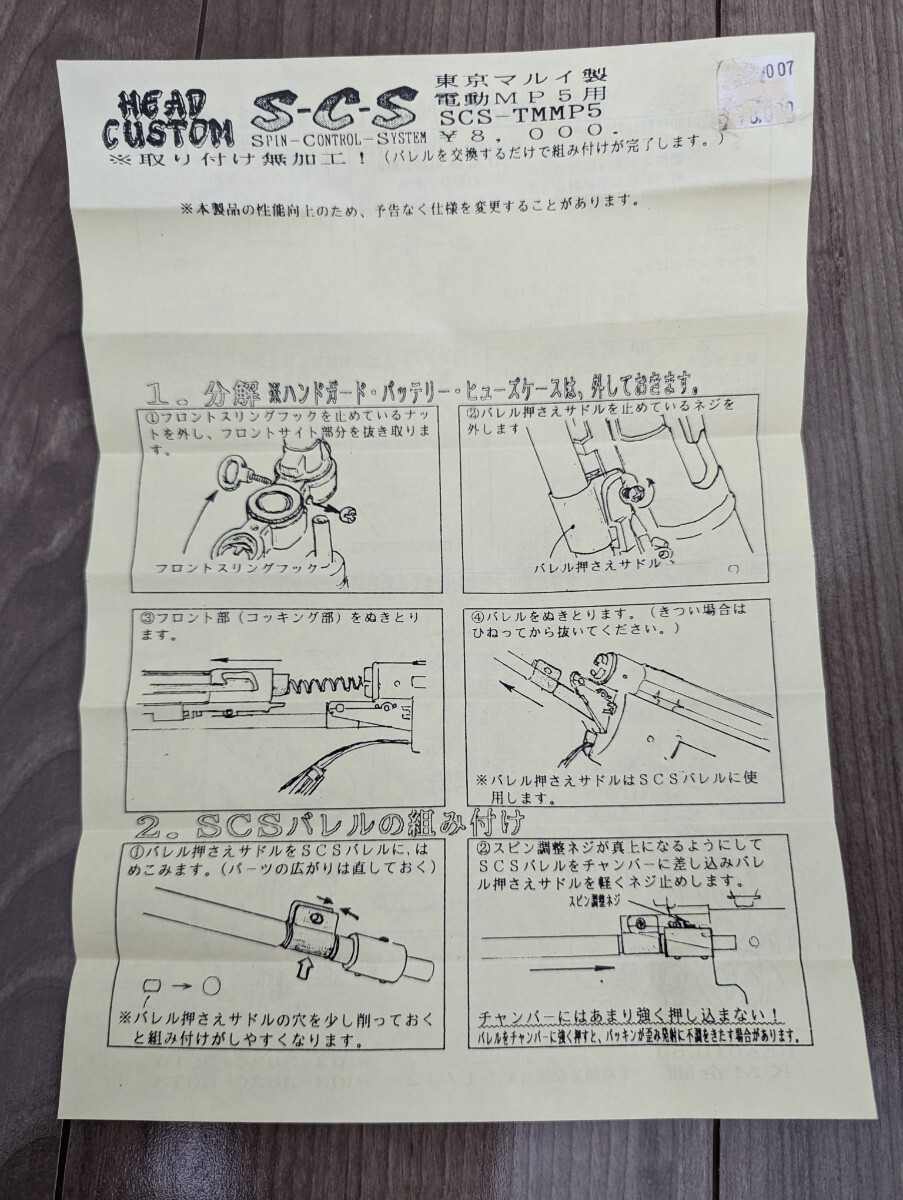 HEAD
CUSTOM
S-C-S
SPIN-CONTROL-SYSTEM
東京マルイ製
電動MP5用
SCS-TMMP5
¥8,000.
007
※取り付け無加工!(バレルを交換するだけで組み付けが完了します。)
※本製品の性能向上のため、予告なく仕様を変更することがあります。
1.分解 ※ハンドガード・バッテリー・ヒューズケースは、外しておきます。
①フロントスリングフックを止めているナッ
トを外し、フロントサイト部分を抜き取りま
す。
フロントスリングフック
②バレル押さえサドルを止めているネジを
外します
バレル押さえサドル
③フロント部(コッキング部)をぬきとり
ます。
④バレルをぬきとります。(きつい場合は
ひねってから抜いてください。)
※バレル押さえサドルはSCSバレルに使
用します。
2.SCSバレルの組み付け
①バレル押さえサドルをSCSバレルに、は
めこみます。(パーツの広がりは直しておく)
※バレル押さえサドルの穴を少し削っておく
と組み付けがしやすくなります。
②スピン調整ネジが真上になるようにして
SCSバレルをチャンバーに差し込みバレ
ル押さえサドルを軽くネジ止めします。
スピン調整ネジ
チャンバーにはあまり強く押し込まない!
バレルをチャンバーに強く押すと、パッキンが歪み発射に不調をきたす場合があります。